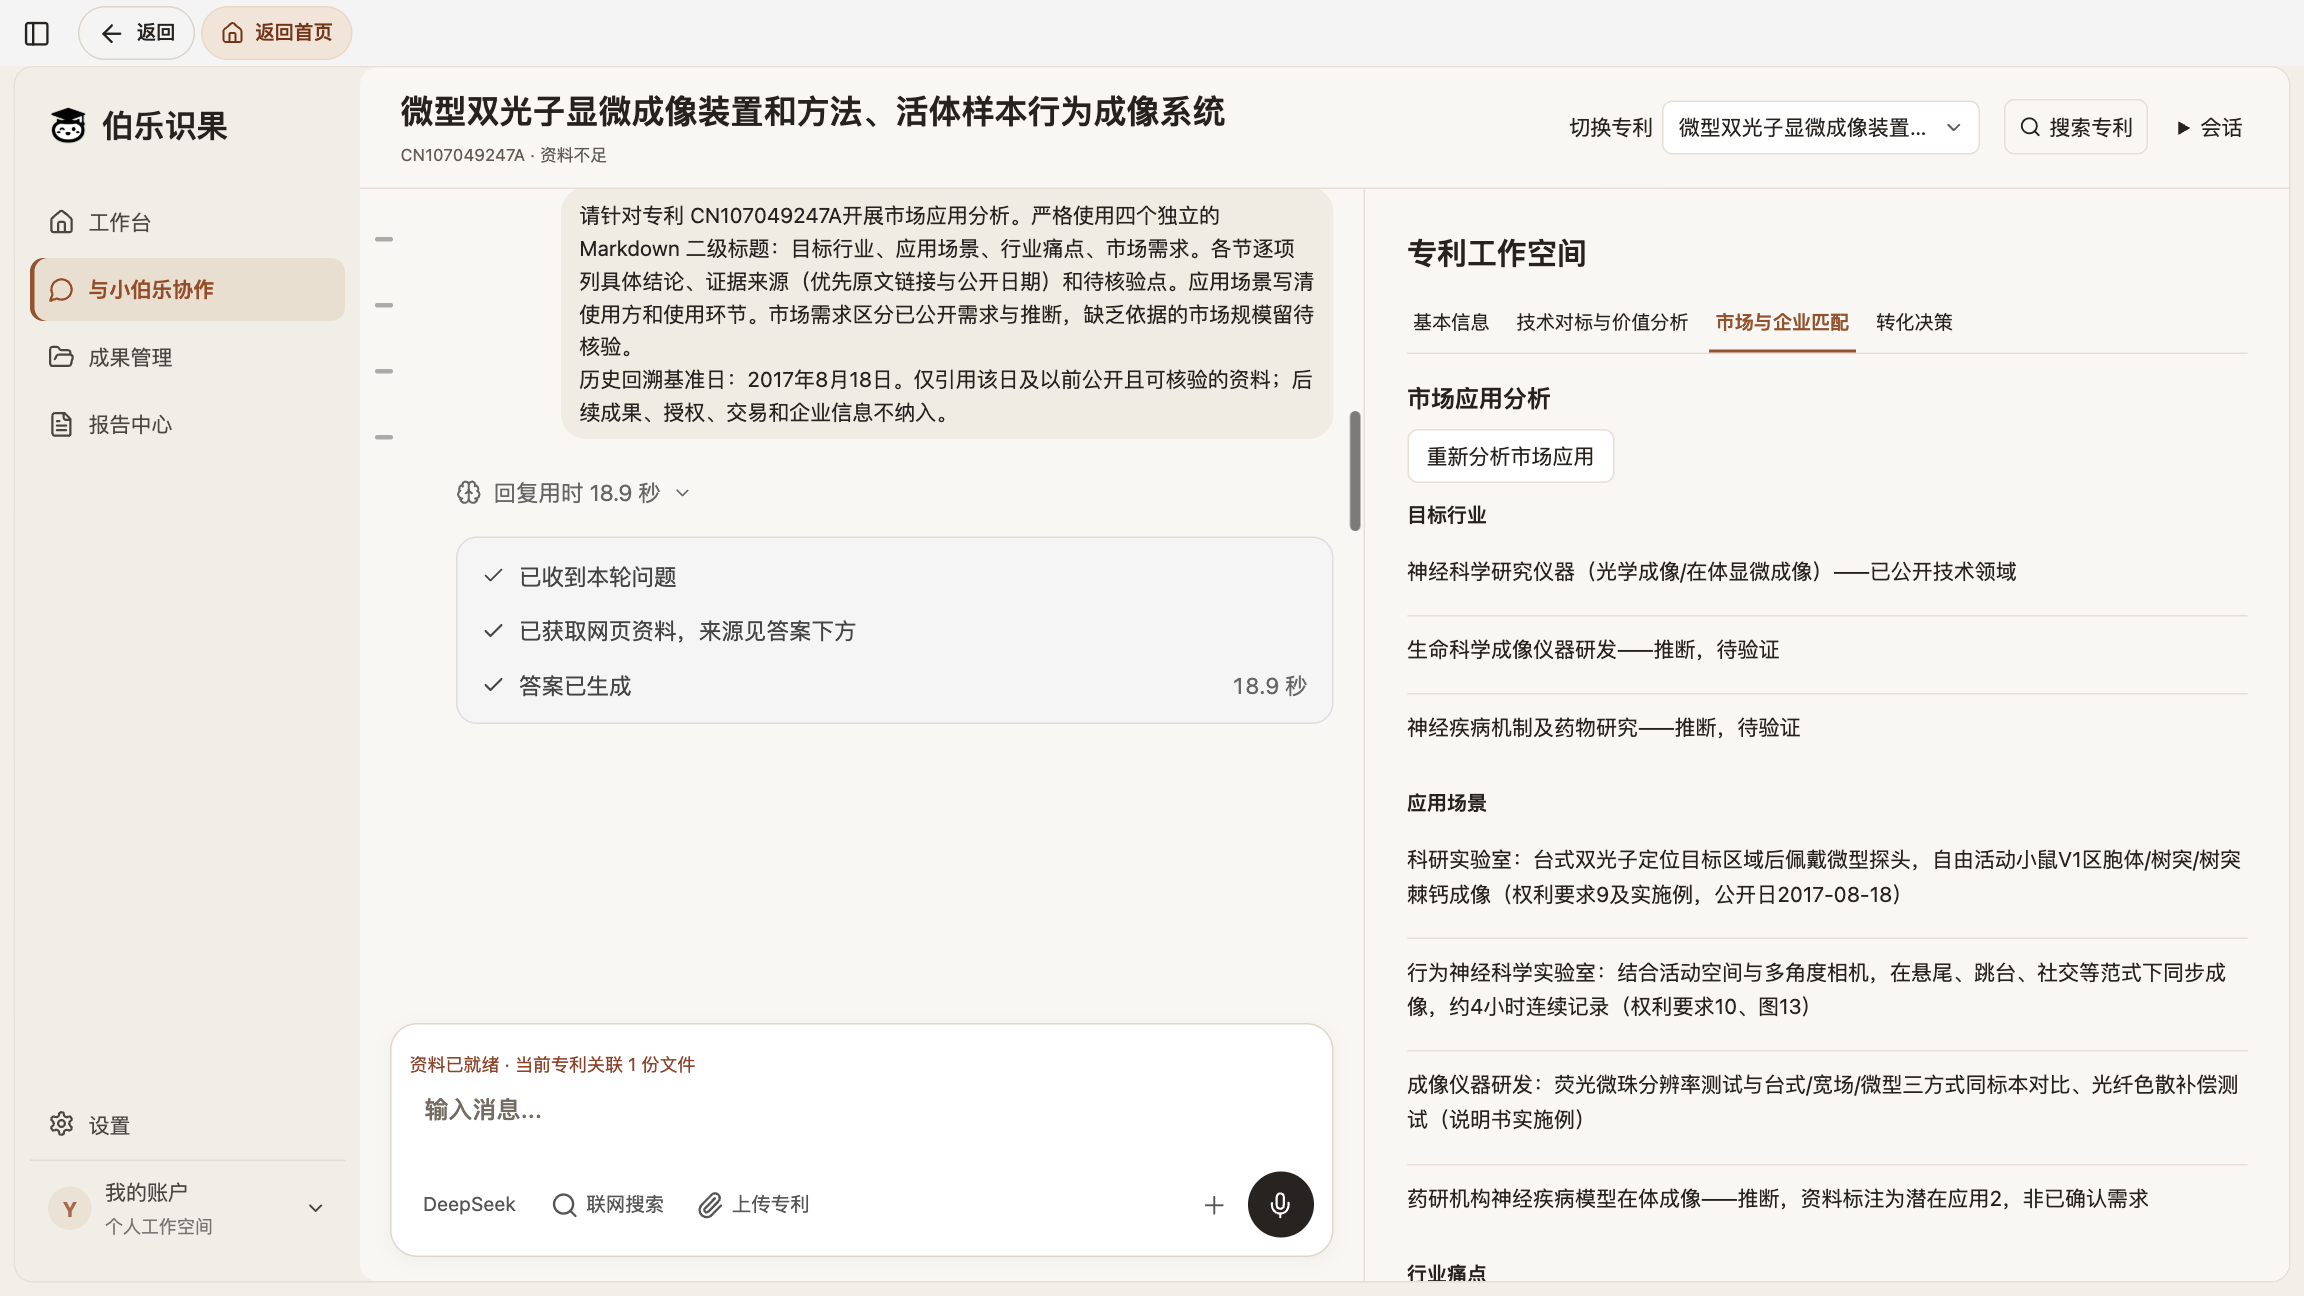 返回
返回首页
伯乐识果
工作台
与小伯乐协作
成果管理
报告中心
设置
Y
我的账户
个人工作空间
微型双光子显微成像装置和方法、活体样本行为成像系统
CN107049247A · 资料不足
切换专利
微型双光子显微成像装置...
搜索专利
会话
请针对专利 CN107049247A开展市场应用分析。严格使用四个独立的
Markdown 二级标题：目标行业、应用场景、行业痛点、市场需求。各节逐项
列具体结论、证据来源（优先原文链接与公开日期）和待核验点。应用场景写清
使用方和使用环节。市场需求区分已公开需求与推断，缺乏依据的市场规模留待
核验。
历史回溯基准日：2017年8月18日。仅引用该日及以前公开且可核验的资料；后
续成果、授权、交易和企业信息不纳入。
回复用时 18.9 秒
已收到本轮问题
已获取网页资料，来源见答案下方
答案已生成
18.9 秒
资料已就绪 · 当前专利关联 1 份文件
输入消息...
DeepSeek
联网搜索
上传专利
专利工作空间
基本信息
技术对标与价值分析
市场与企业匹配
转化决策
市场应用分析
重新分析市场应用
目标行业
神经科学研究仪器（光学成像/在体显微成像）——已公开技术领域
生命科学成像仪器研发——推断，待验证
神经疾病机制及药物研究——推断，待验证
应用场景
科研实验室：台式双光子定位目标区域后佩戴微型探头，自由活动小鼠V1区胞体/树突/树突
棘钙成像（权利要求9及实施例，公开日2017-08-18）
行为神经科学实验室：结合活动空间与多角度相机，在悬尾、跳台、社交等范式下同步成
像，约4小时连续记录（权利要求10、图13）
成像仪器研发：荧光微珠分辨率测试与台式/宽场/微型三方式同标本对比、光纤色散补偿测
试（说明书实施例）
药研机构神经疾病模型在体成像——推断，资料标注为潜在应用2，非已确认需求
行业痛点